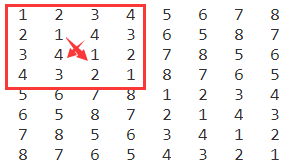 1 2 3 4 5 6 7 8
2 1 4 3 6 5 8 7
3 4 1 2 7 8 5 6
4 3 2 1 8 7 6 5
5 6 7 8 1 2 3 4
6 5 8 7 2 1 4 3
7 8 5 6 3 4 1 2
8 7 6 5 4 3 2 1